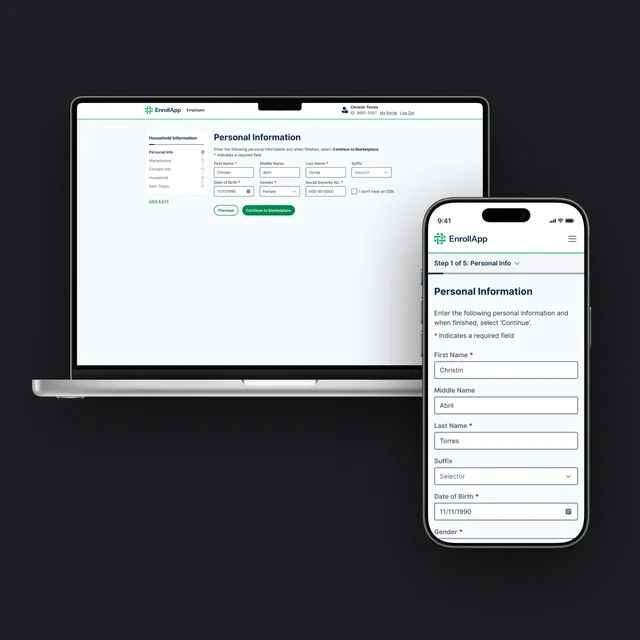 EnrollApp
Employee
Christin Torres
ID: 3992-3307 My Portal Log Out
Household Information
Personal Info
Marketplace
Contact Info
Household
Next Steps
Save & Exit
Personal Information
Enter the following personal information and when finished, select Continue to Marketplace
* Indicates a required field
First Name * Middle Name Last Name * Suffix
Christin Abril Torres Selector
Date of Birth * Gender * Social Security No. *
11/11/1990 Female 000-00-0000 I don't have an SSN
Previous Continue to Marketplace
9:41
EnrollApp
Step 1 of 5: Personal Info
Personal Information
Enter the following personal information and
when finished, select 'Continue'.
* Indicates a required field
First Name *
Christin
Middle Name
Abril
Last Name *
Torres
Suffix
Selector
Date of Birth *
11/11/1990
Gender *